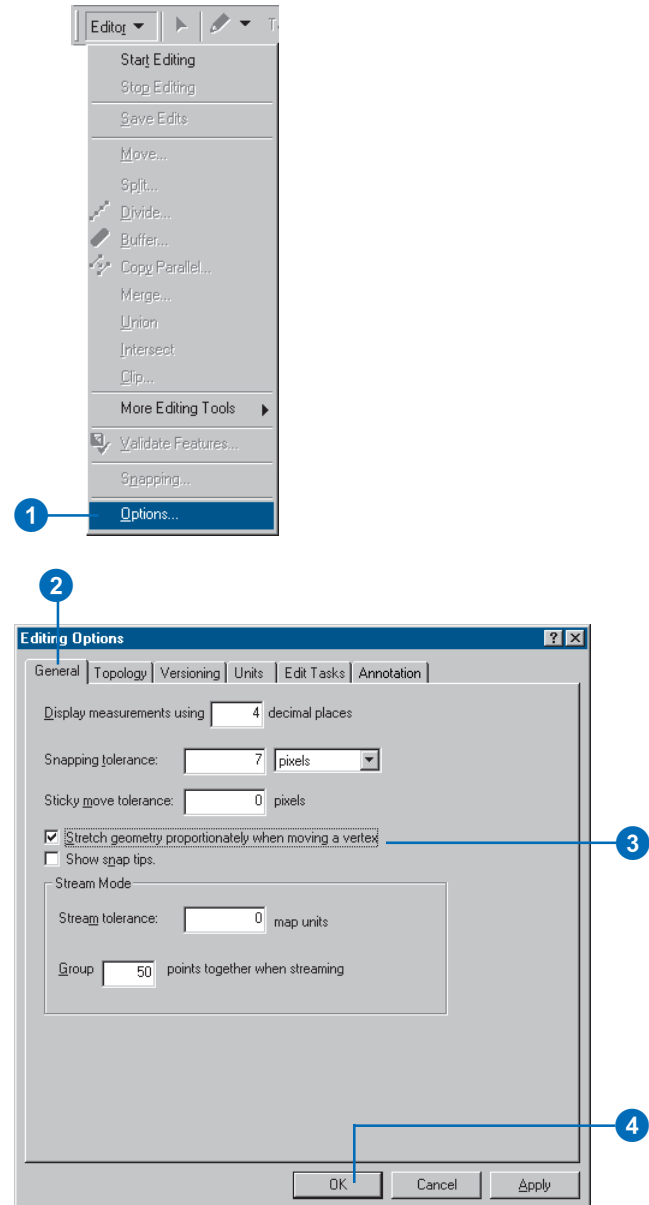 Editor
Start Editing
Stop Editing
Save Edits
Move...
Split...
Divide...
Buffer...
Copy Parallel...
Merge...
Union
Intersect
Clip...
More Editing Tools
Validate Features...
Snapping...
1
Options...
2
Editing Options
General Topology Versioning Units Edit Tasks Annotation
Display measurements using 4 decimal places
Snapping tolerance: 7 pixels
Sticky move tolerance: 0 pixels
Stretch geometry proportionately when moving a vertex 3
Show snap tips.
Stream Mode
Stream tolerance: 0 map units
Group 50 points together when streaming
4
OK Cancel Apply